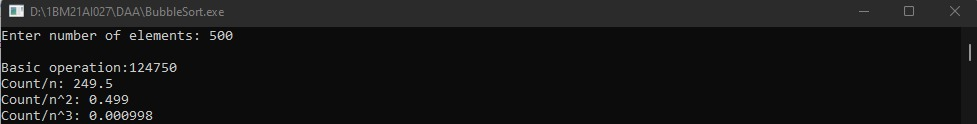 D:\1BM21AI027\DAA\BubbleSort.exe
Enter number of elements: 500
Basic operation:124750
Count/n: 249.5
Count/n^2: 0.499
Count/n^3: 0.000998